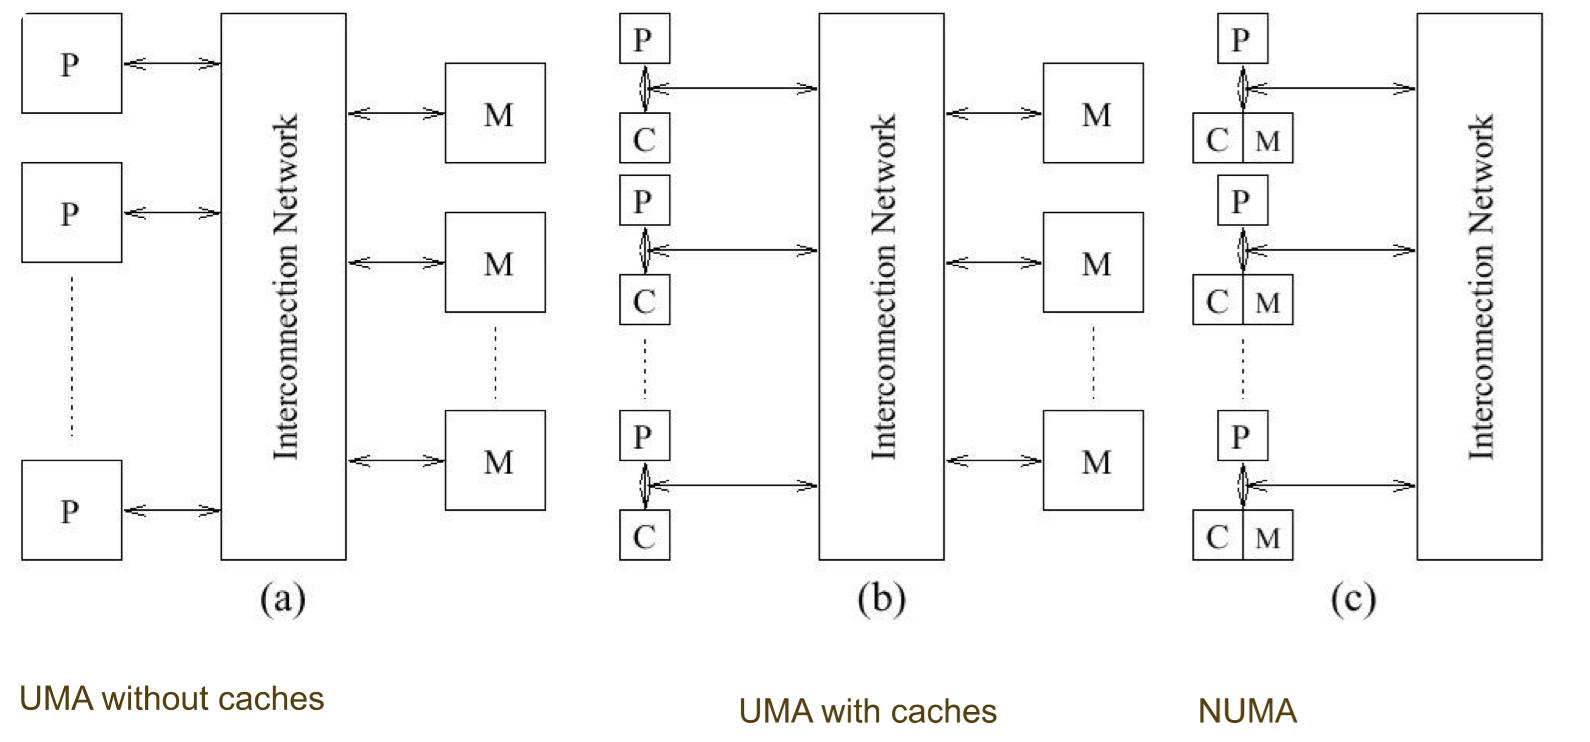 P
P
P
Interconnection Network
M
M
M
(a)
UMA without caches
P
C
P
C
P
C
Interconnection Network
M
M
M
(b)
UMA with caches
P
C M
P
C M
P
C M
Interconnection Network
(c)
NUMA